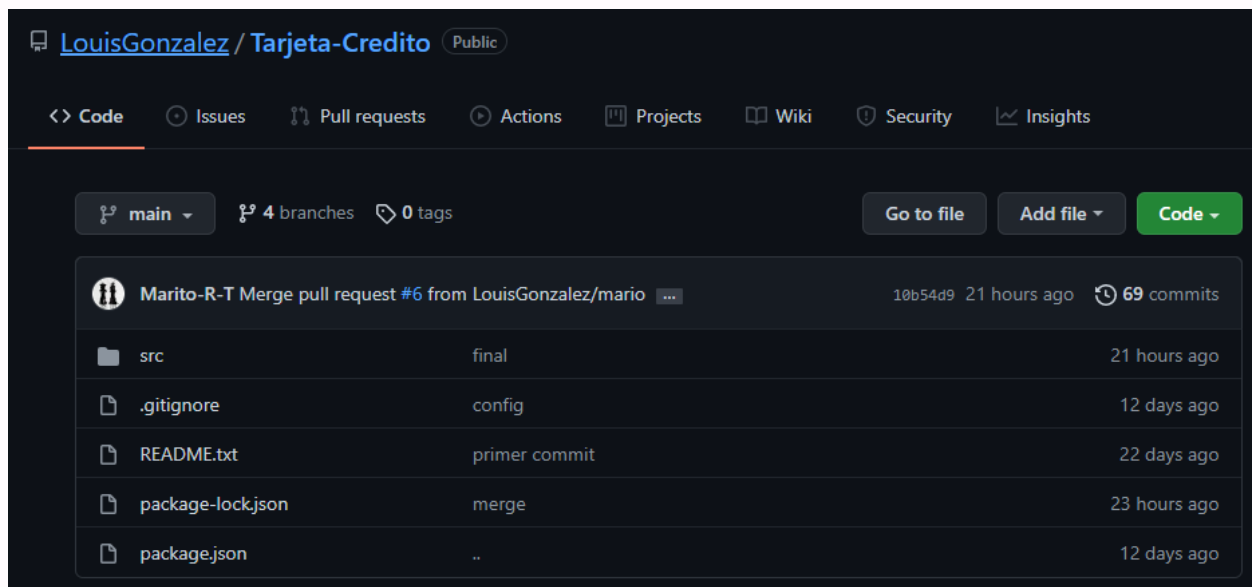 LouisGonzalez / Tarjeta-Credito Public
<> Code Issues Pull requests Actions Projects Wiki Security Insights
main 4 branches 0 tags Go to file Add file Code
Marito-R-T Merge pull request #6 from LouisGonzalez/mario ... 10b54d9 21 hours ago 69 commits
src final 21 hours ago
.gitignore config 12 days ago
README.txt primer commit 22 days ago
package-lock.json merge 23 hours ago
package.json .. 12 days ago